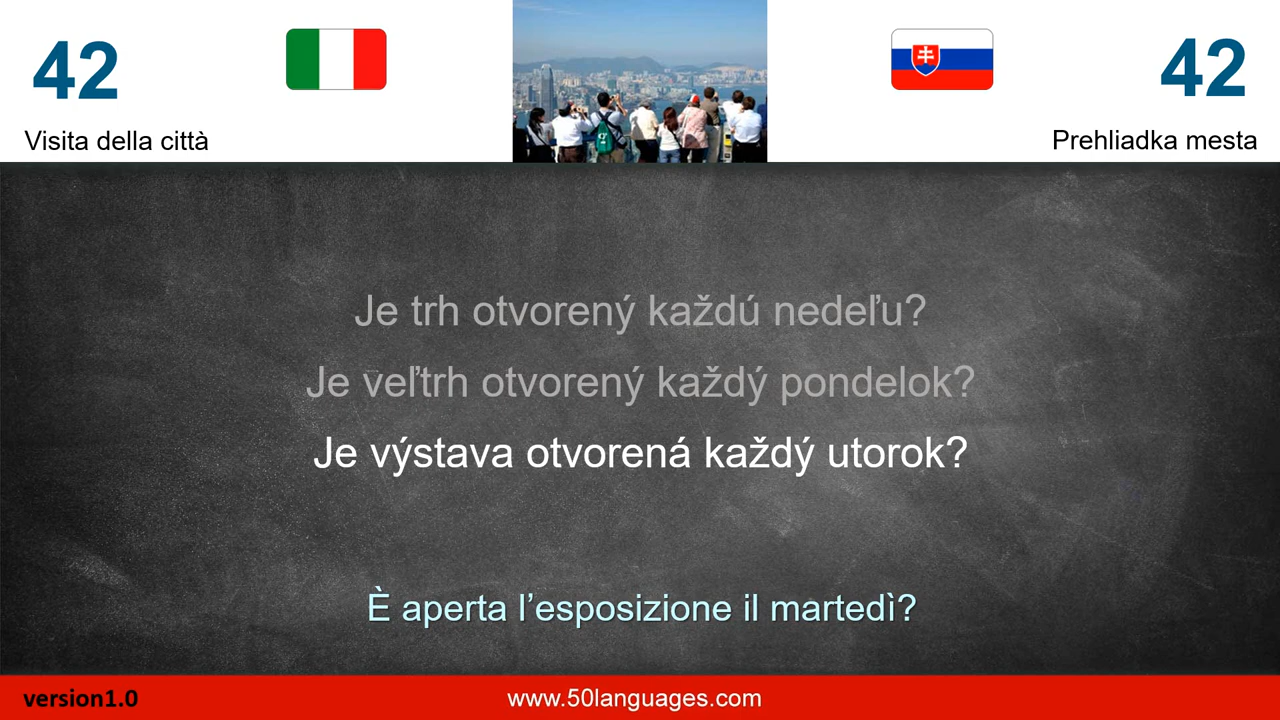 42
42
Visita della città
Prehliadka mesta
Je trh otvorený každú nedeľu?
Je veľtrh otvorený každý pondelok?
Je výstava otvorená každý utorok?
È aperta l’esposizione il martedì?
version1.0
www.50languages.com